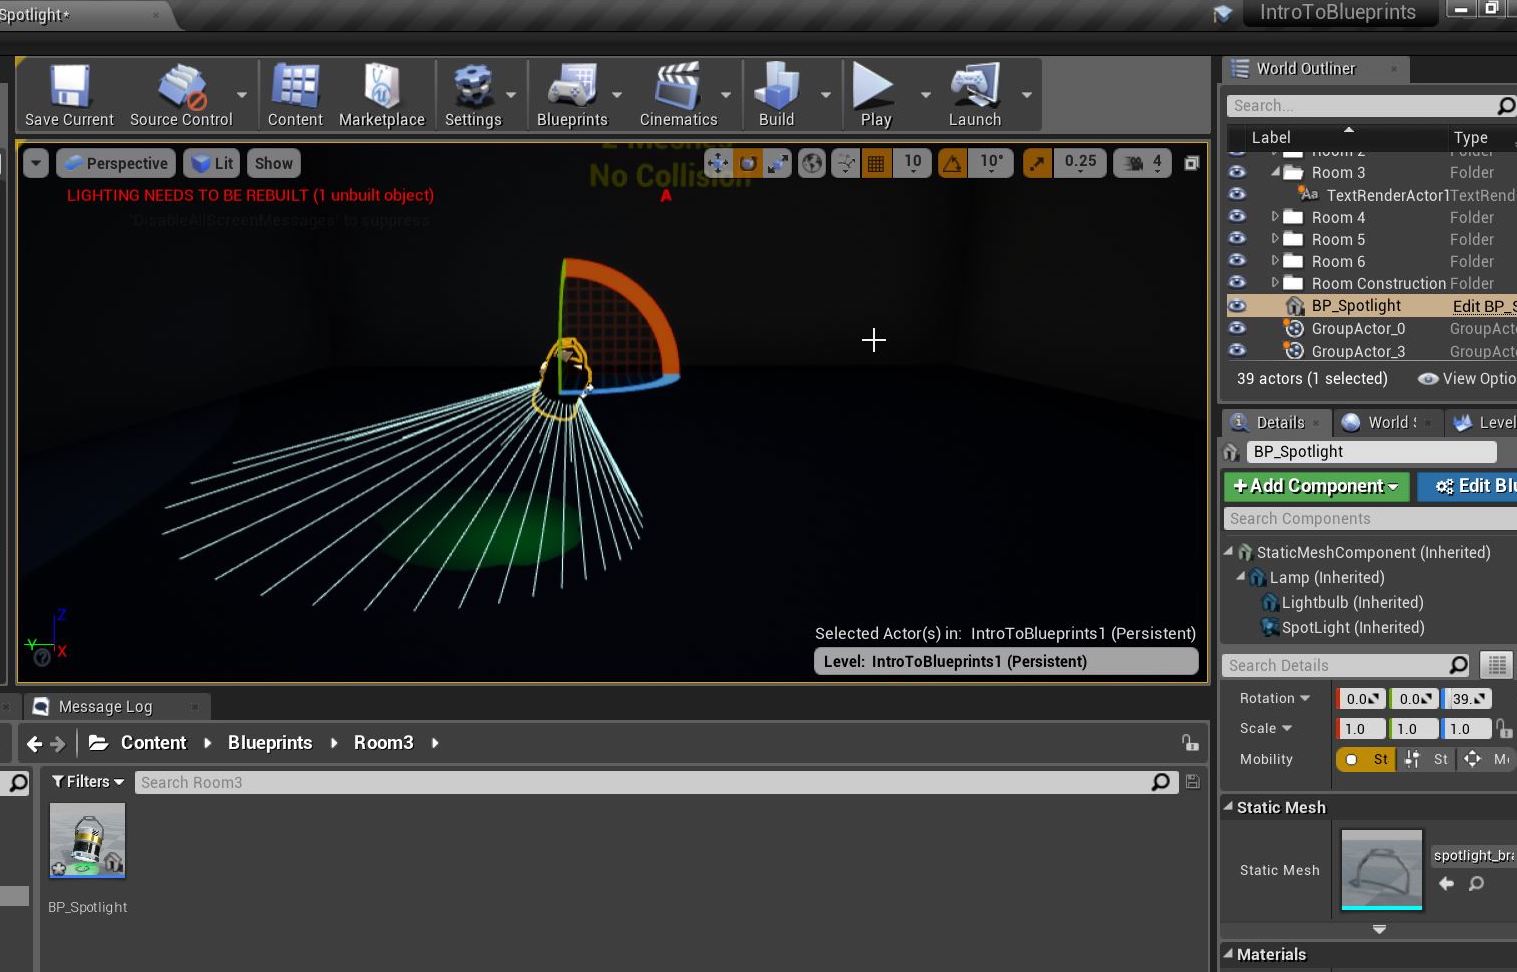 Spotlight*
IntroToBlueprints
Save Current
Source Control
Content
Marketplace
Settings
Blueprints
Cinematics
Build
Play
Launch
World Outliner
Search...
Label
Type
Perspective
Lit
Show
10
10°
0.25
4
No Collision
LIGHTING NEEDS TO BE REBUILT (1 unbuilt object)
A
'DisableAllScreenMessages' to suppress
Room 2
Room 3
Folder
TextRenderActor1
TextRend
Room 4
Folder
Room 5
Folder
Room 6
Folder
Room Construction
Folder
BP_Spotlight
Edit BP_S
GroupActor_0
GroupAct
GroupActor_3
GroupAct
39 actors (1 selected)
View Optio
Details
World S
Level
BP_Spotlight
+Add Component
Edit Blu
Search Components
StaticMeshComponent (Inherited)
Lamp (Inherited)
Lightbulb (Inherited)
SpotLight (Inherited)
Search Details
Rotation
0.0
0.0
39.
Scale
1.0
1.0
1.0
Mobility
St
St
M
Static Mesh
Static Mesh
spotlight_bra
Materials
Z
Y
X
Selected Actor(s) in: IntroToBlueprints1 (Persistent)
Level: IntroToBlueprints1 (Persistent)
Message Log
Content
Blueprints
Room3
Filters
Search Room3
BP_Spotlight